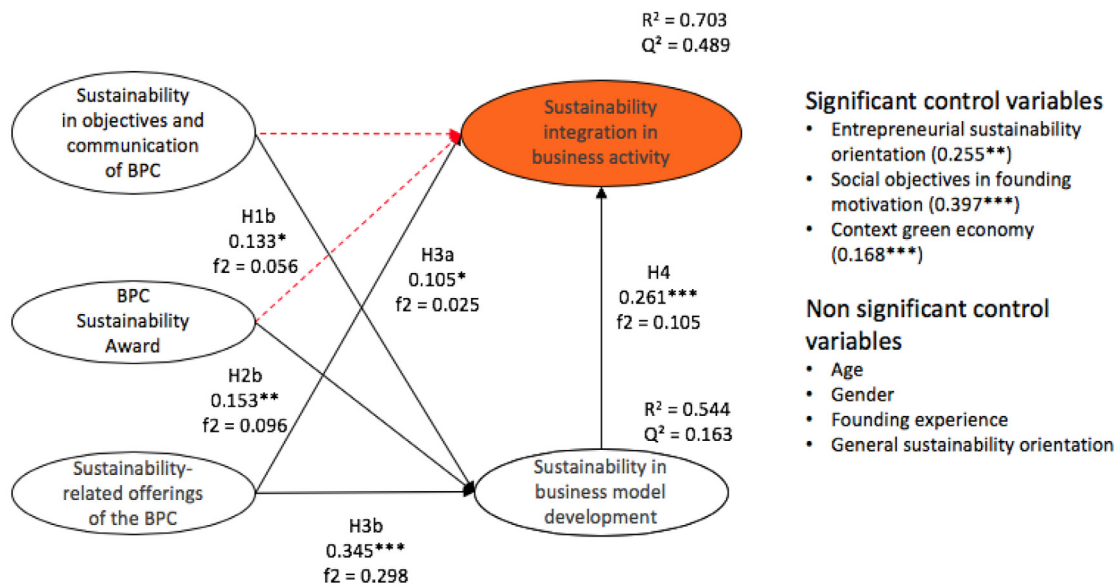 R² = 0.703
Q² = 0.489
Sustainability
in objectives and
communication
of BPC
Sustainability
integration in
business activity
H1b
0.133*
f2 = 0.056
H3a
0.105*
f2 = 0.025
H4
0.261***
f2 = 0.105
BPC
Sustainability
Award
H2b
0.153**
f2 = 0.096
R² = 0.544
Q² = 0.163
Sustainability-
related offerings
of the BPC
Sustainability in
business model
development
H3b
0.345***
f2 = 0.298
Significant control variables
• Entrepreneurial sustainability
orientation (0.255**)
• Social objectives in founding
motivation (0.397***)
• Context green economy
(0.168***)
Non significant control
variables
• Age
• Gender
• Founding experience
• General sustainability orientation